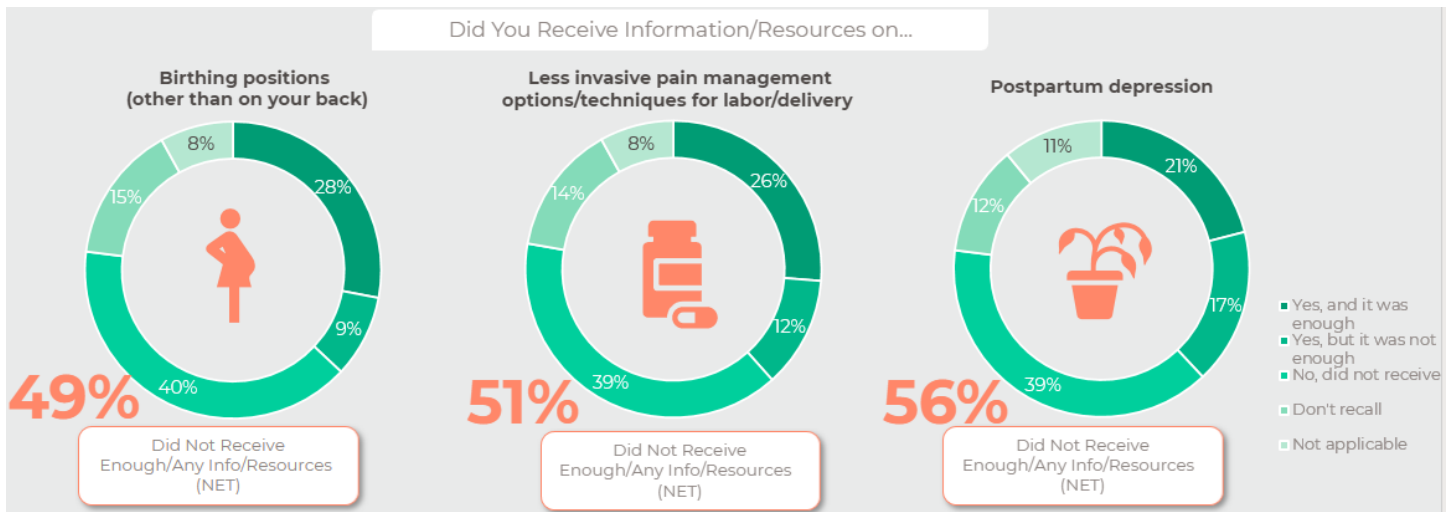 Did You Receive Information/Resources on...
Birthing positions
(other than on your back)
8%
28%
15%
9%
40%
49%
Did Not Receive
Enough/Any Info/Resources
(NET)
Less invasive pain management
options/techniques for labor/delivery
8%
26%
14%
12%
39%
51%
Did Not Receive
Enough/Any Info/Resources
(NET)
Postpartum depression
11%
21%
12%
17%
39%
56%
Did Not Receive
Enough/Any Info/Resources
(NET)
Yes, and it was
enough
Yes, but it was not
enough
No, did not receive
Don't recall
Not applicable